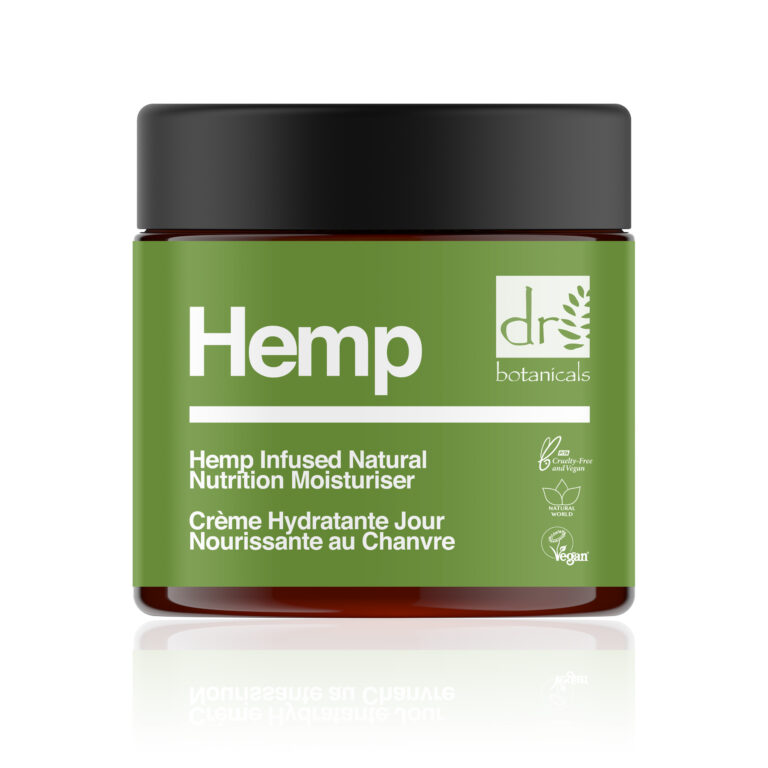 Hemp
dr
botanicals
Hemp Infused Natural
Nutrition Moisturiser
Crème Hydratante Jour
Nourissante au Chanvre
Cruelty-Free
and Vegan
NATURAL
WORLD
Vegan